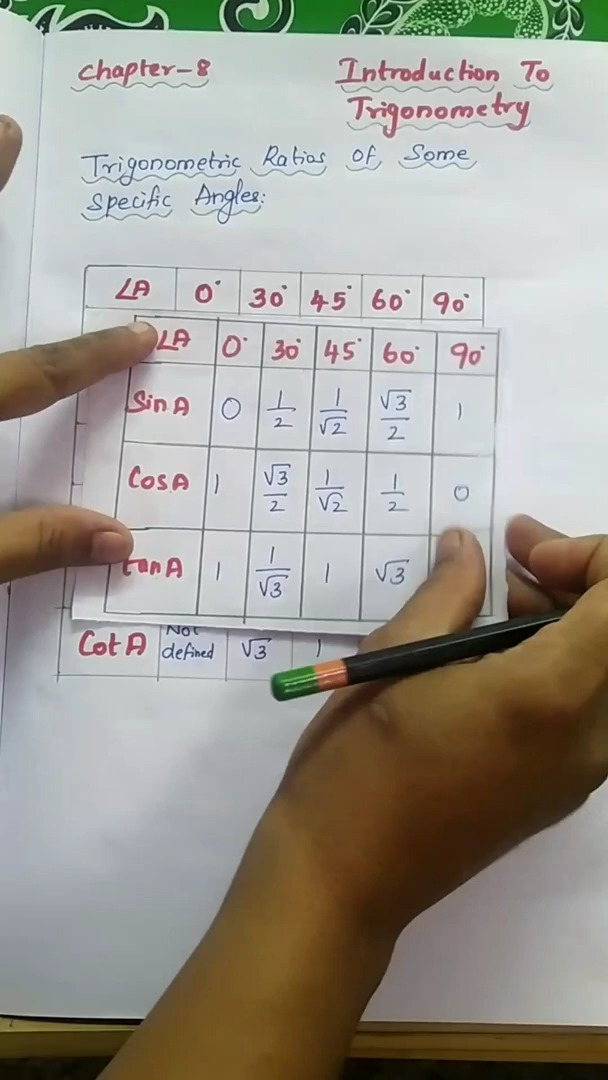 Chapter-8
Introduction To
Trigonometry
Trigonometric Ratios Of Some
Specific Angles:
∠A 0° 30° 45° 60° 90°
∠A 0° 30° 45° 60° 90°
Sin A 0 1/2 1/√2 √3/2 1
Cos A 1 √3/2 1/√2 1/2 0
tan A 1 1/√3 1 √3
Cot A Not defined √3 1